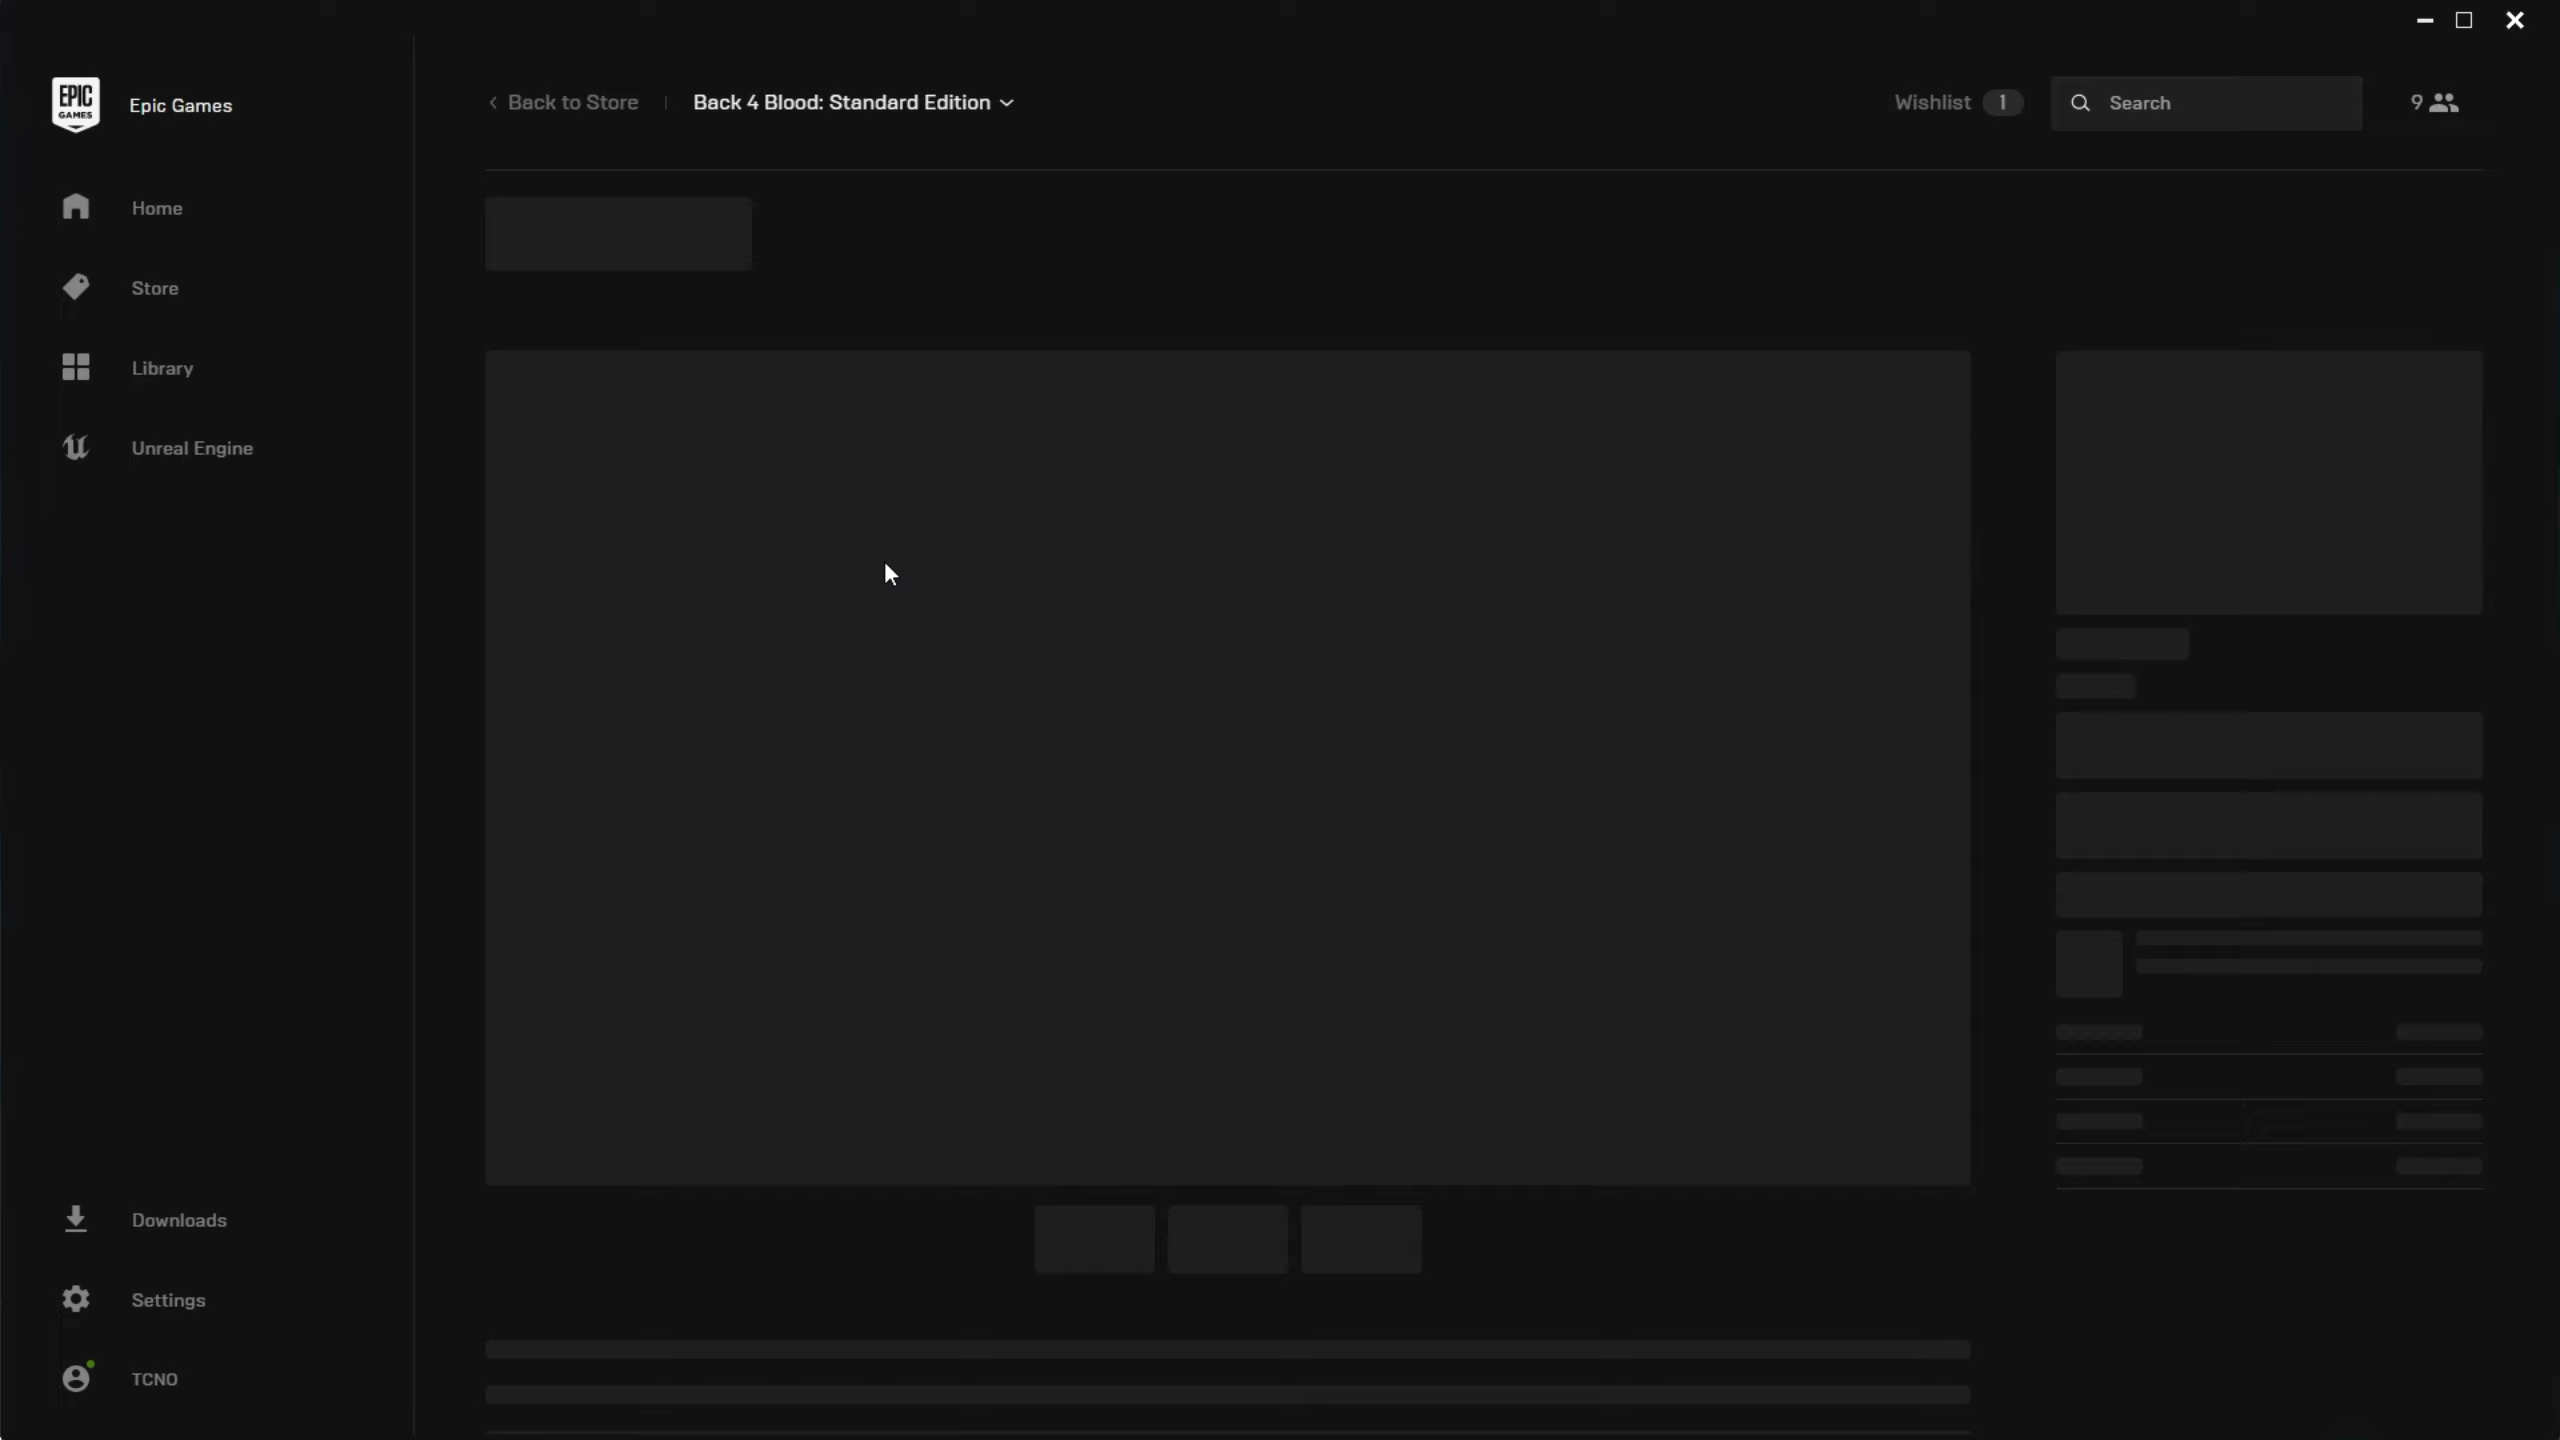 EPIC
GAMES
Epic Games
Home
Store
Library
Unreal Engine
Downloads
Settings
TCNO
Back to Store
Back 4 Blood: Standard Edition
Wishlist 1
Search
9